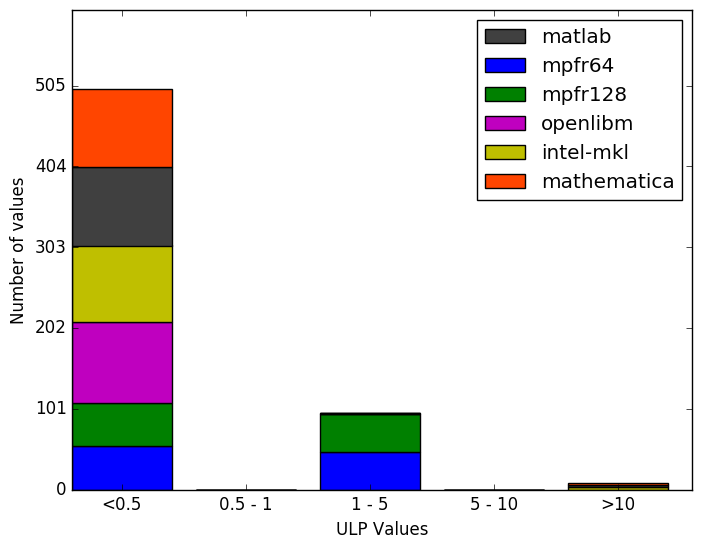 matlab
mpfr64
mpfr128
openlibm
intel-mkl
mathematica
Number of values
505
404
303
202
101
0
<0.5
0.5 - 1
1 - 5
5 - 10
>10
ULP Values